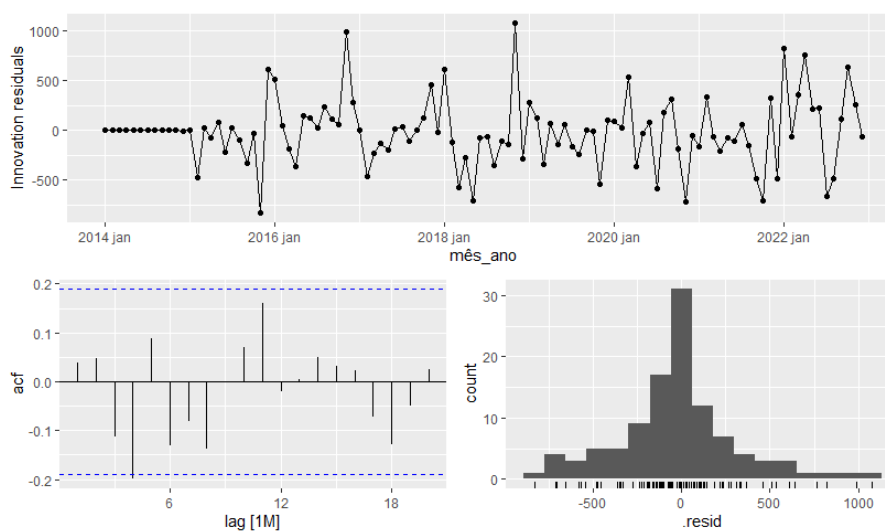 Innovation residuals
1000
500
0
-500
2014 jan 2016 jan 2018 jan 2020 jan 2022 jan
mês_ano
acf
0.2
0.1
0.0
-0.1
-0.2
6 12 18
lag [1M]
count
30
20
10
0
-500 0 500 1000
.resid